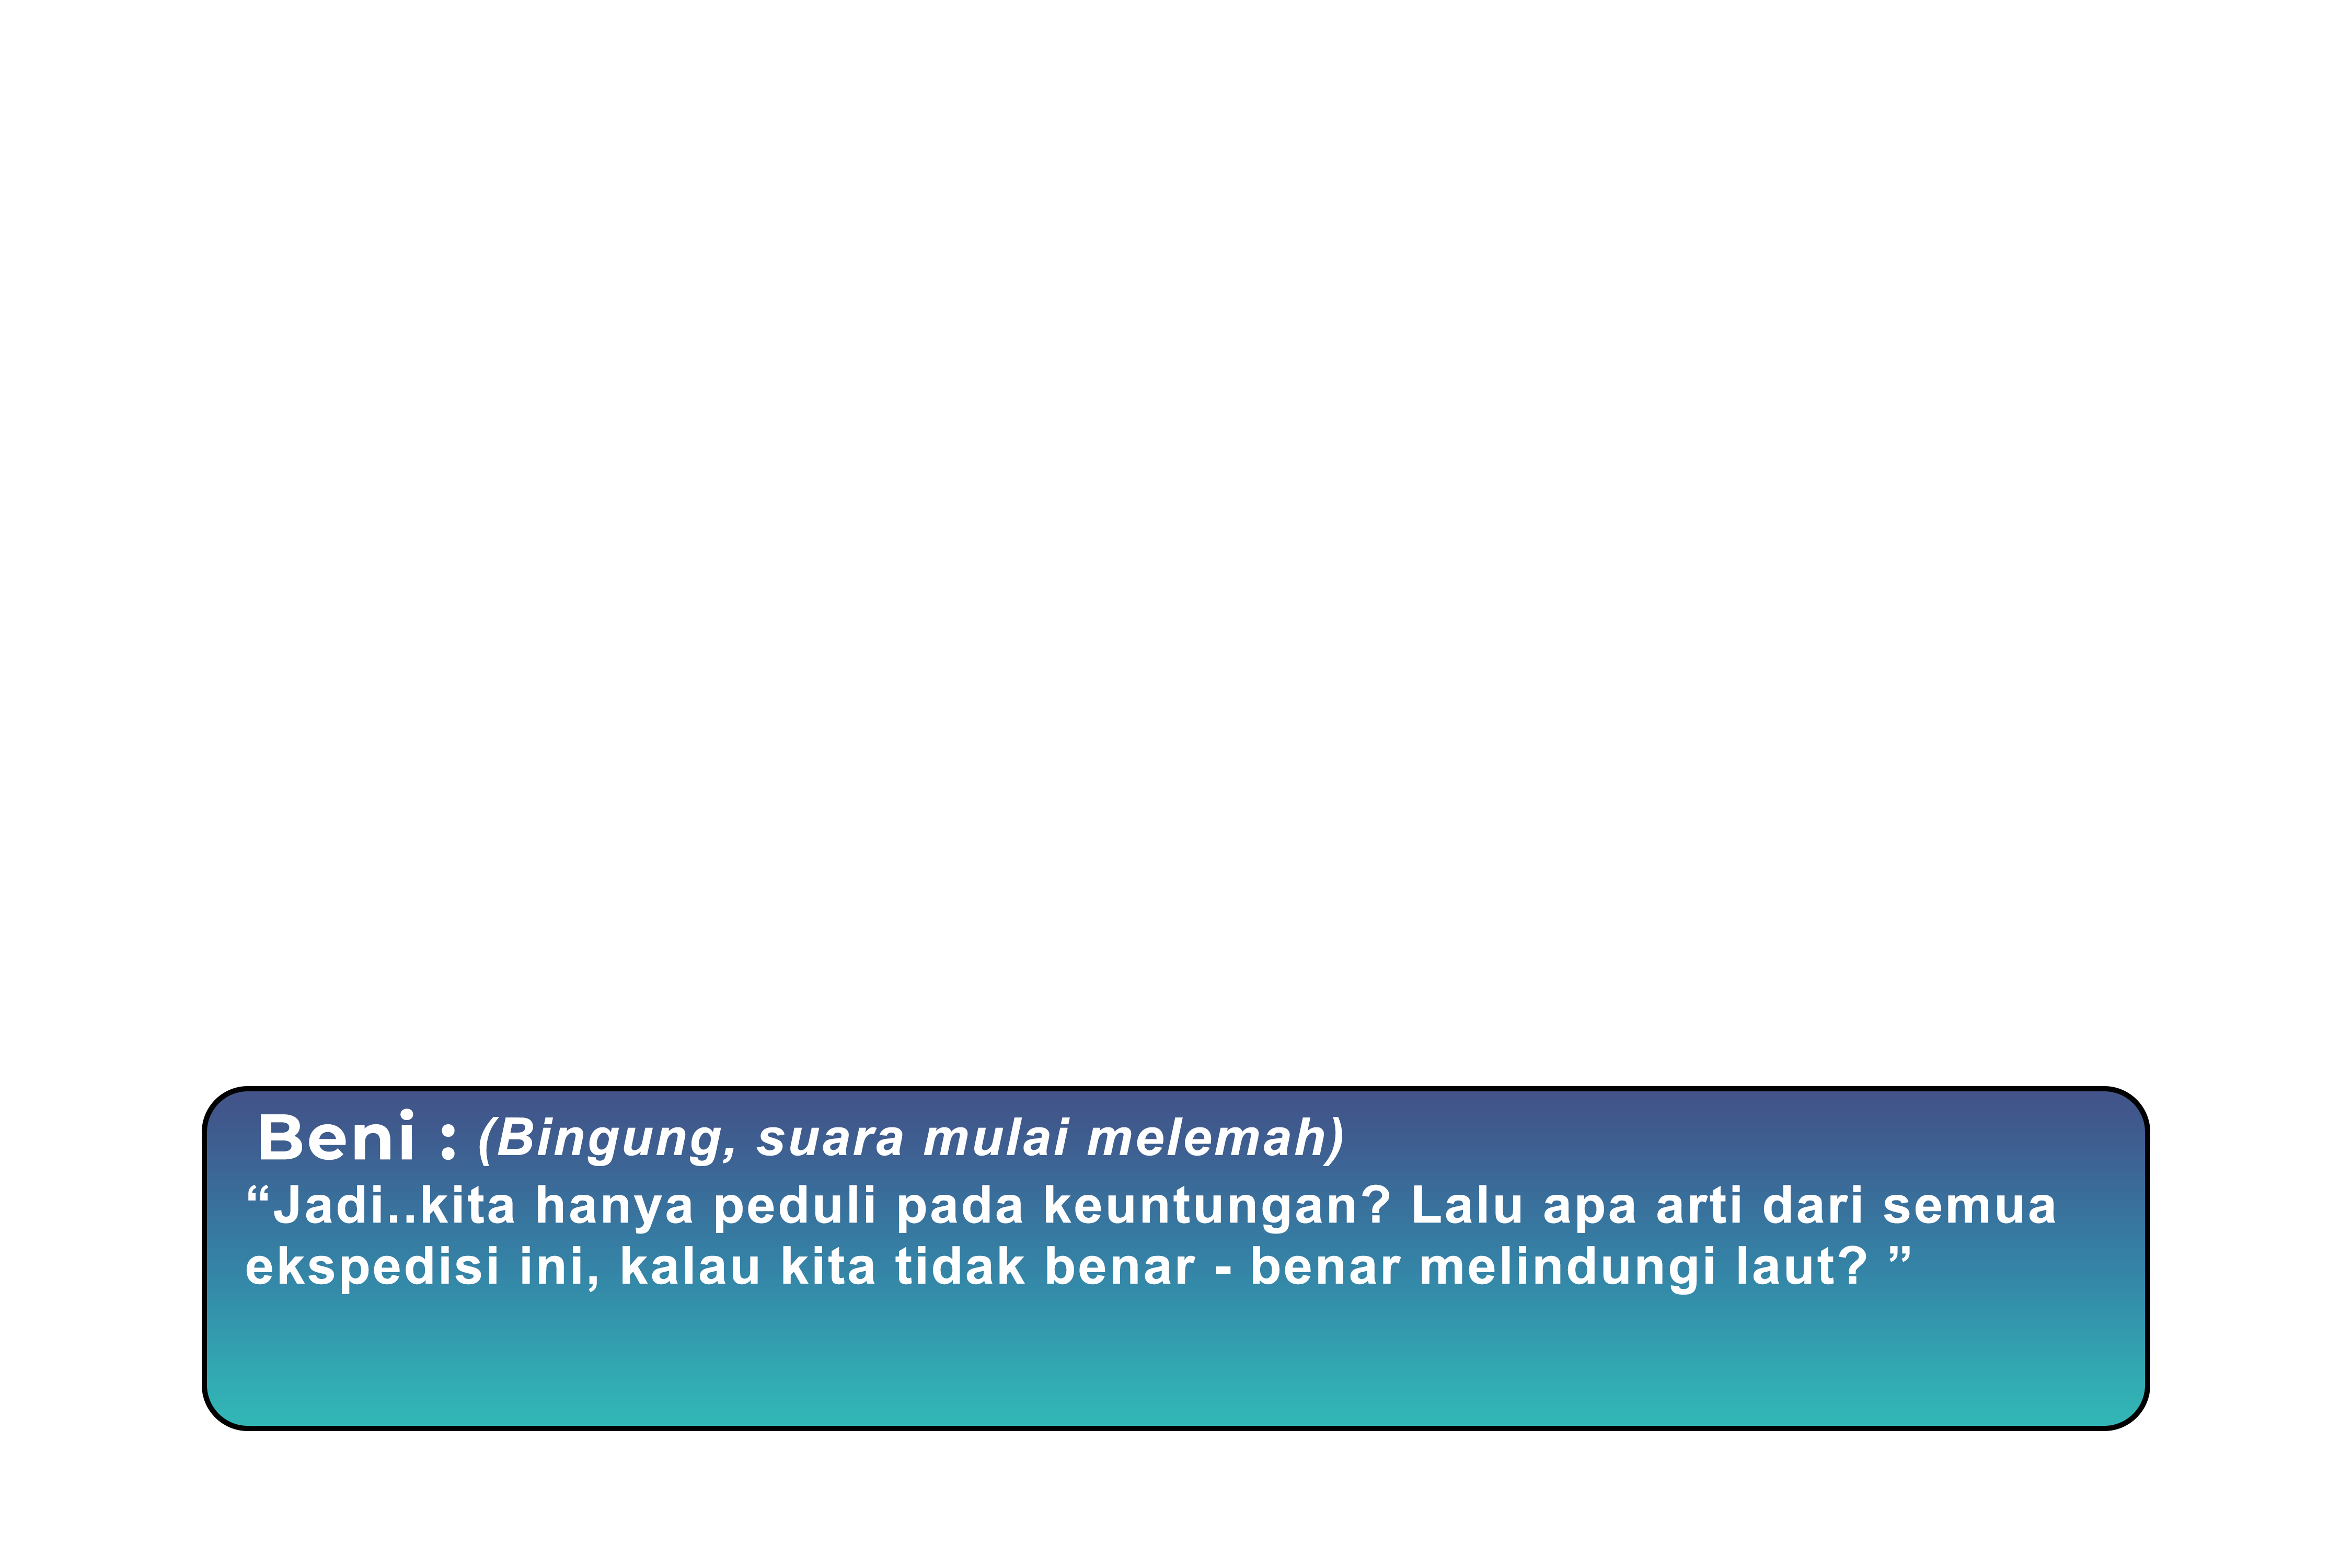 Beni : (Bingung, suara mulai melemah)
“Jadi..kita hanya peduli pada keuntungan? Lalu apa arti dari semua
ekspedisi ini, kalau kita tidak benar - benar melindungi laut? ”